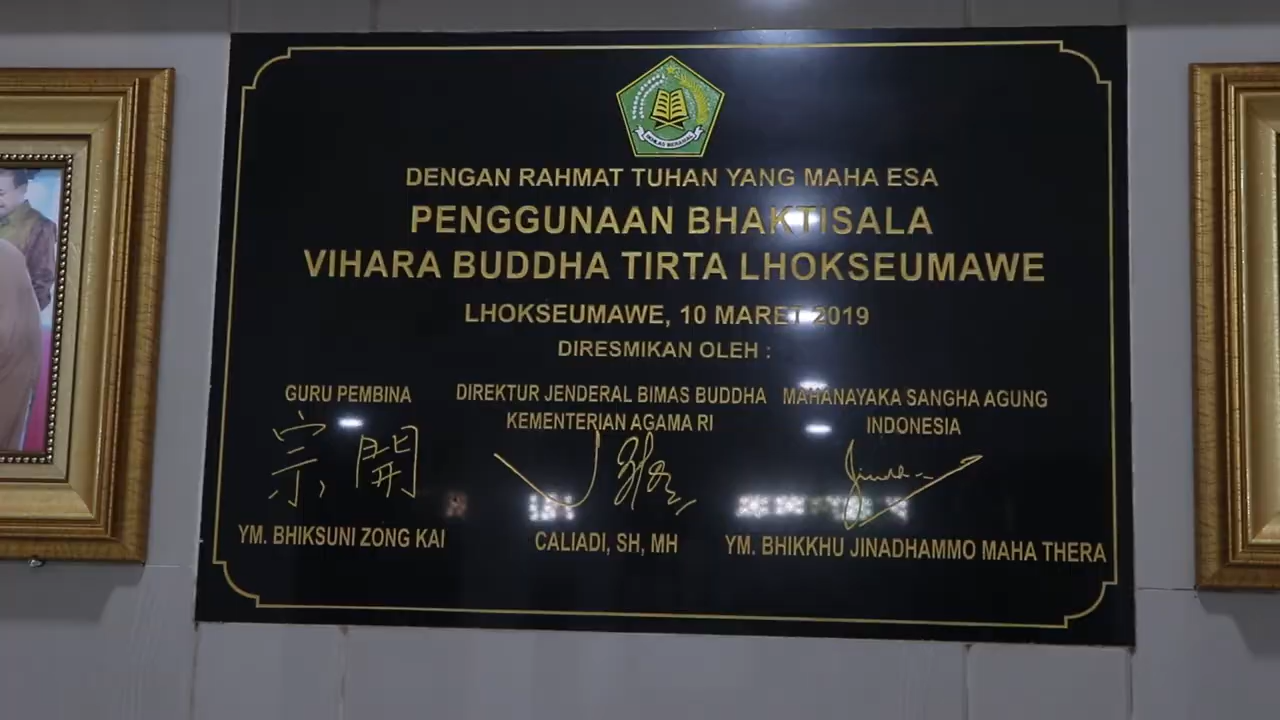 IKHLAS BERAMAL
DENGAN RAHMAT TUHAN YANG MAHA ESA
PENGGUNAAN BHAKTISALA
VIHARA BUDDHA TIRTA LHOKSEUMAWE
LHOKSEUMAWE, 10 MARET 2019
DIRESMIKAN OLEH :
GURU PEMBINA
宗開
YM. BHIKSUNI ZONG KAI
DIREKTUR JENDERAL BIMAS BUDDHA
KEMENTERIAN AGAMA RI
CALIADI, SH, MH
MAHANAYAKA SANGHA AGUNG
INDONESIA
YM. BHIKKHU JINADHAMMO MAHA THERA